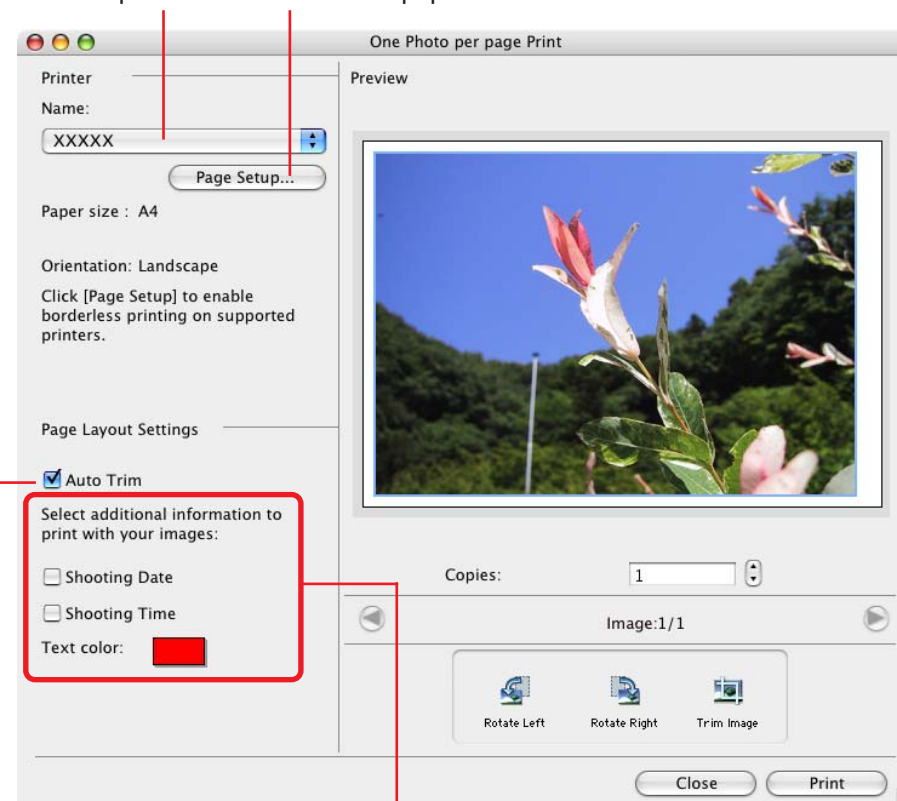 One Photo per page Print
Printer
Name:
XXXXX
Page Setup...
Paper size : A4
Orientation: Landscape
Click [Page Setup] to enable
borderless printing on supported
printers.
Page Layout Settings
Auto Trim
Select additional information to
print with your images:
Shooting Date
Shooting Time
Text color:
Preview
Copies: 1
Image:1/1
Rotate Left Rotate Right Trim Image
Close Print